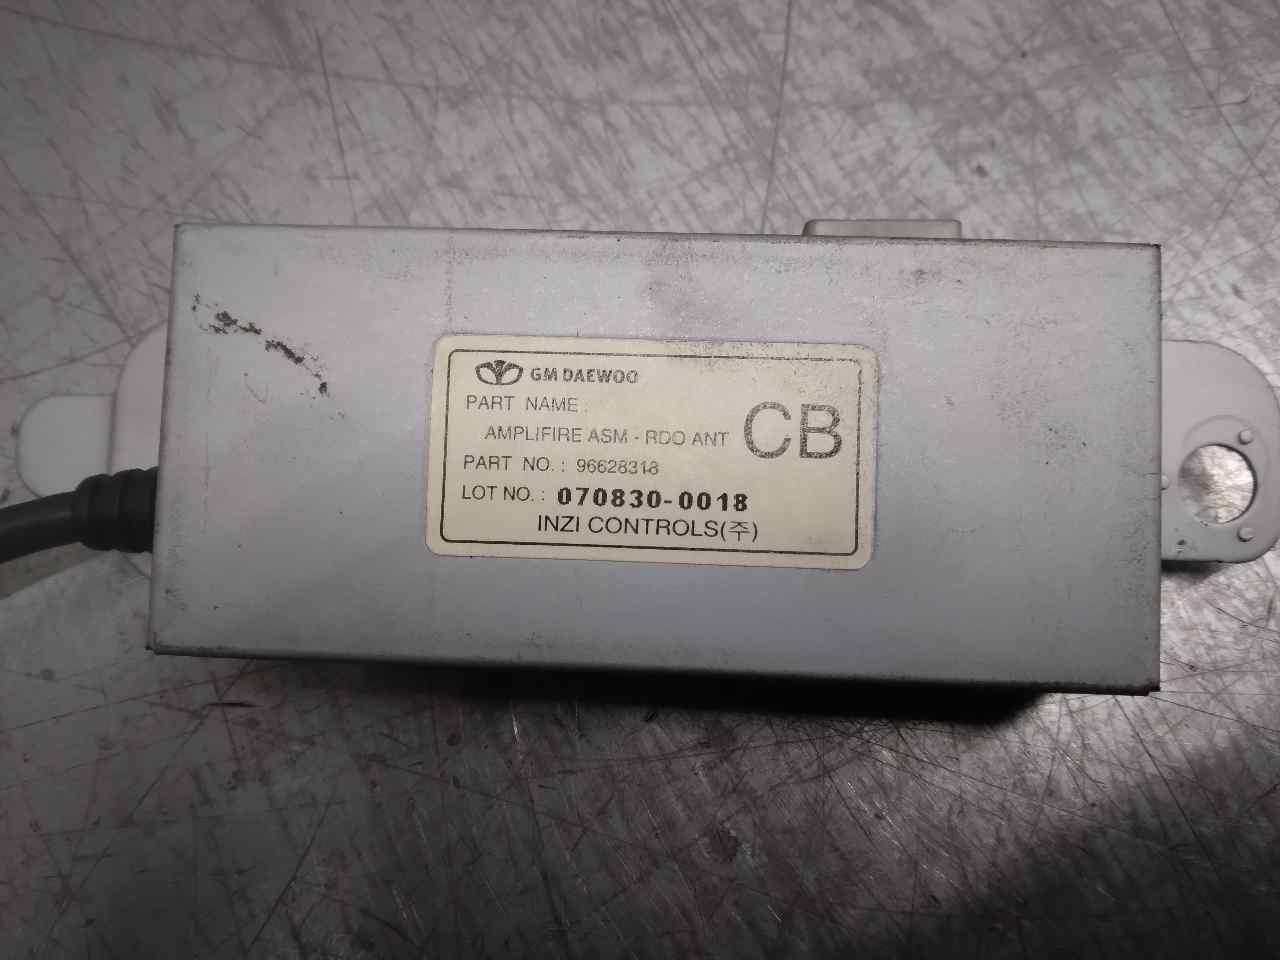 GM DAEWOO
PART NAME :
AMPLIFIRE ASM - RDO ANT
CB
PART NO. : 96628318
LOT NO. : 070830-0018
INZI CONTROLS(주)